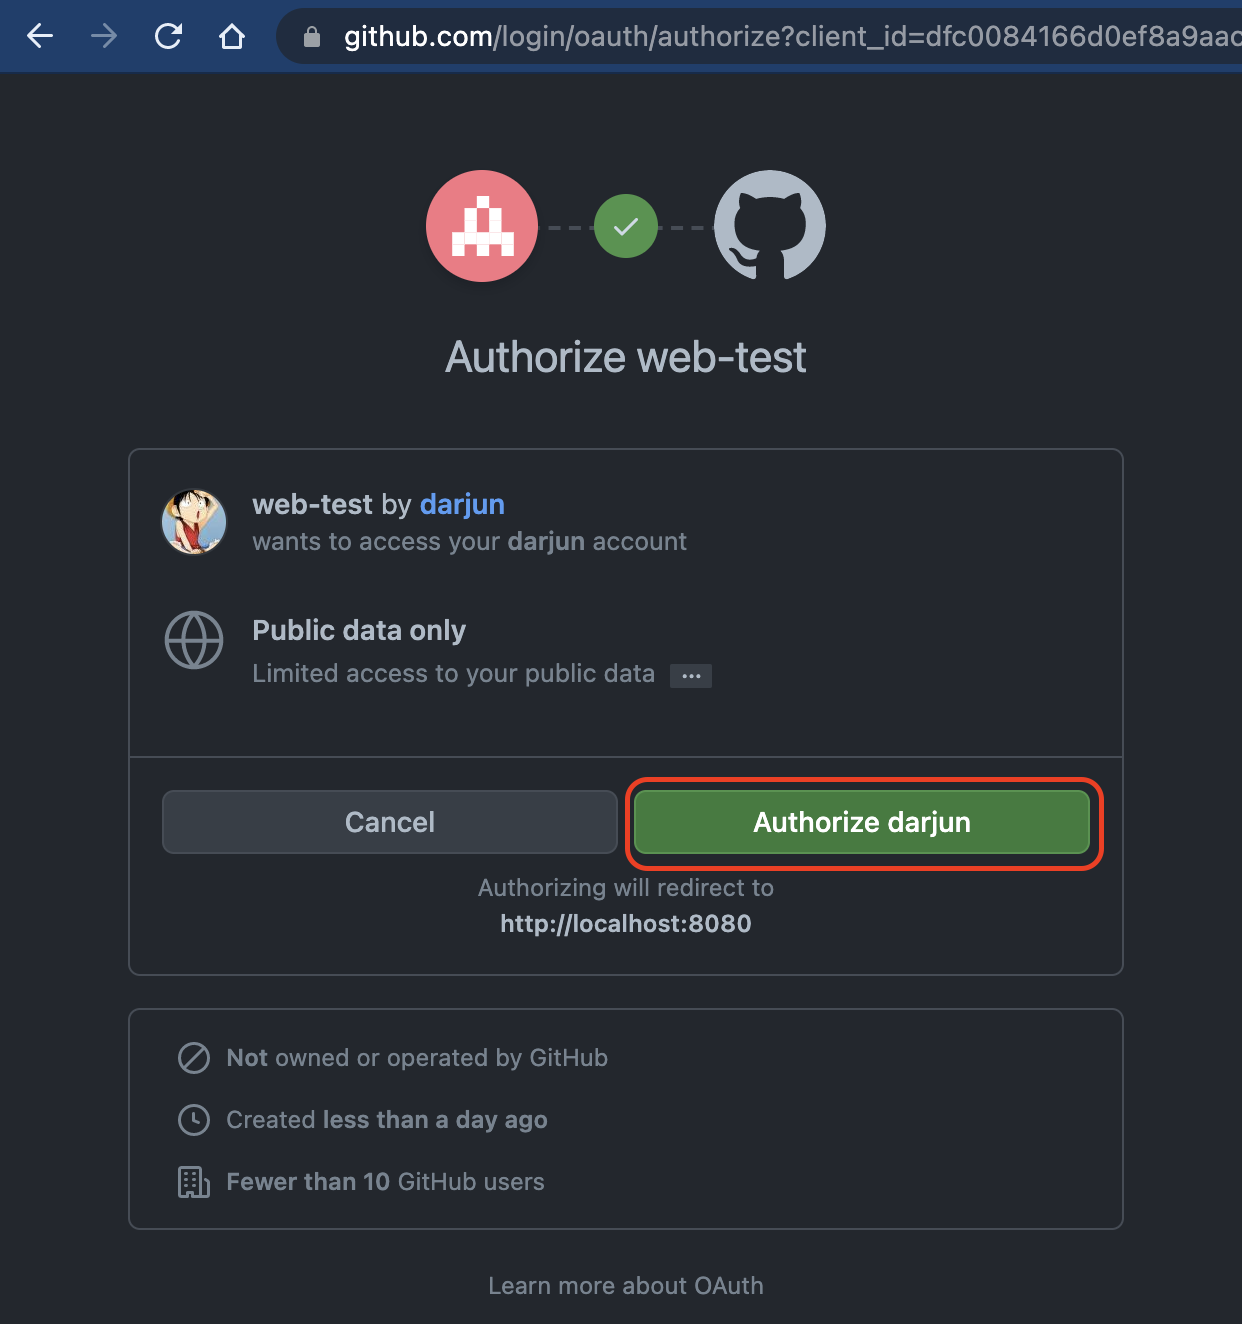 github.com/login/oauth/authorize?client_id=dfc0084166d0ef8a9aac
Authorize web-test
web-test by darjun
wants to access your darjun account
Public data only
Limited access to your public data ...
Cancel
Authorize darjun
Authorizing will redirect to
http://localhost:8080
Not owned or operated by GitHub
Created less than a day ago
Fewer than 10 GitHub users
Learn more about OAuth